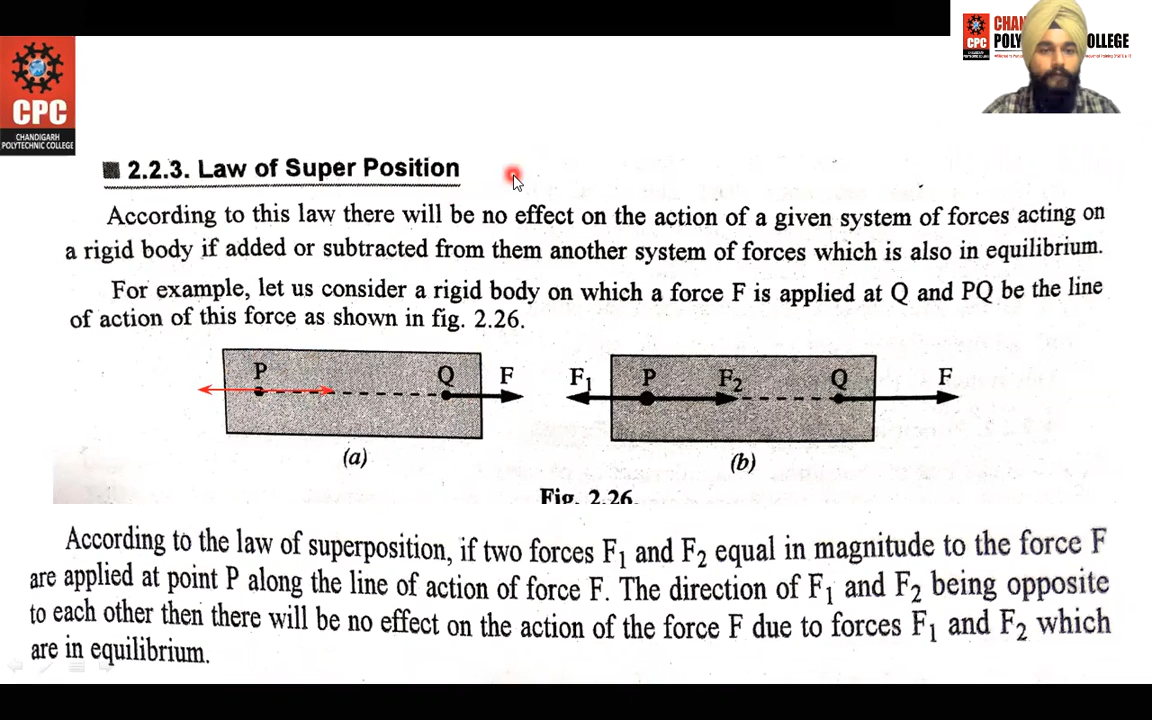 CHAN
CPC POLY OLLEGE
CPC
CHANDIGARH
POLYTECHNIC COLLEGE
2.2.3. Law of Super Position
According to this law there will be no effect on the action of a given system of forces acting on
a rigid body if added or subtracted from them another system of forces which is also in equilibrium.
For example, let us consider a rigid body on which a force F is applied at Q and PQ be the line
of action of this force as shown in fig. 2.26.
P Q F F₁ P F₂ Q F
(a) (b)
Fig. 2.26.
According to the law of superposition, if two forces F₁ and F₂ equal in magnitude to the force F
are applied at point P along the line of action of force F. The direction of F₁ and F₂ being opposite
to each other then there will be no effect on the action of the force F due to forces F₁ and F₂ which
are in equilibrium.